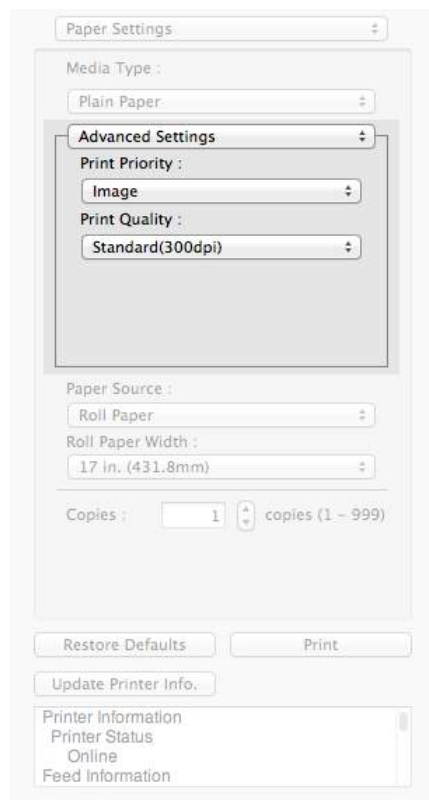 Paper Settings
Media Type :
Plain Paper
Advanced Settings
Print Priority :
Image
Print Quality :
Standard(300dpi)
Paper Source :
Roll Paper
Roll Paper Width :
17 in. (431.8mm)
Copies : 1 copies (1 – 999)
Restore Defaults Print
Update Printer Info.
Printer Information
Printer Status
Online
Feed Information